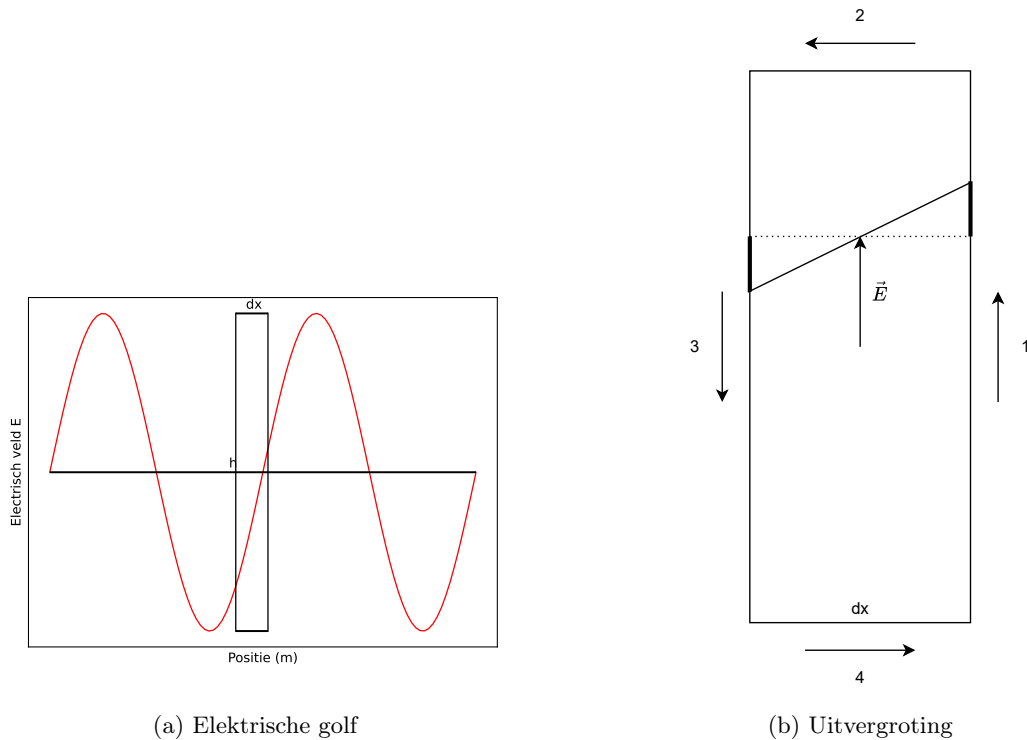 dx
h
Electrisch veld E
Positie (m)
(a) Elektrische golf
2
3
E⃗
1
dx
4
(b) Uitvergroting